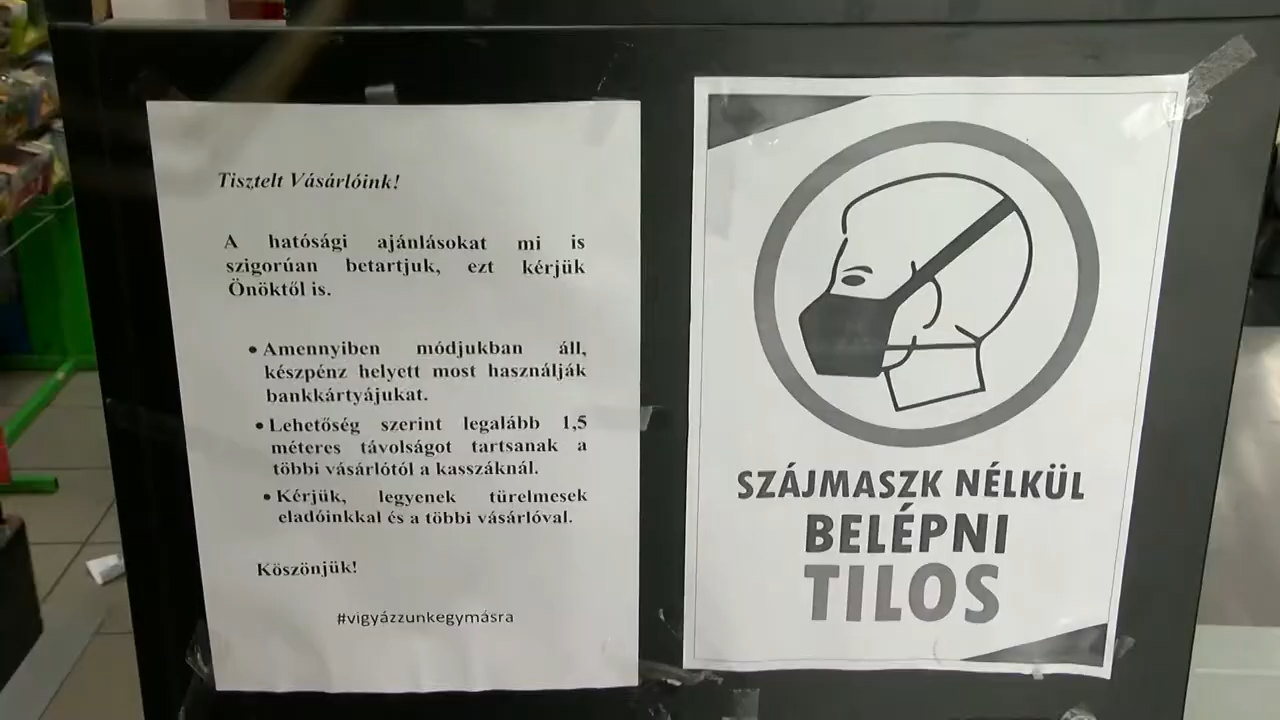 Tisztelt Vásárlóink!
A hatósági ajánlásokat mi is
szigorúan betartjuk, ezt kérjük
Önöktől is.
• Amennyiben módjukban áll,
készpénz helyett most használják
bankkártyájukat.
• Lehetőség szerint legalább 1,5
méteres távolságot tartsanak a
többi vásárlótól a kasszáknál.
• Kérjük, legyenek türelmesek
eladóinkkal és a többi vásárlóval.
Köszönjük!
#vigyázzunkegymásra
SZÁJMASZK NÉLKÜL
BELÉPNI
TILOS